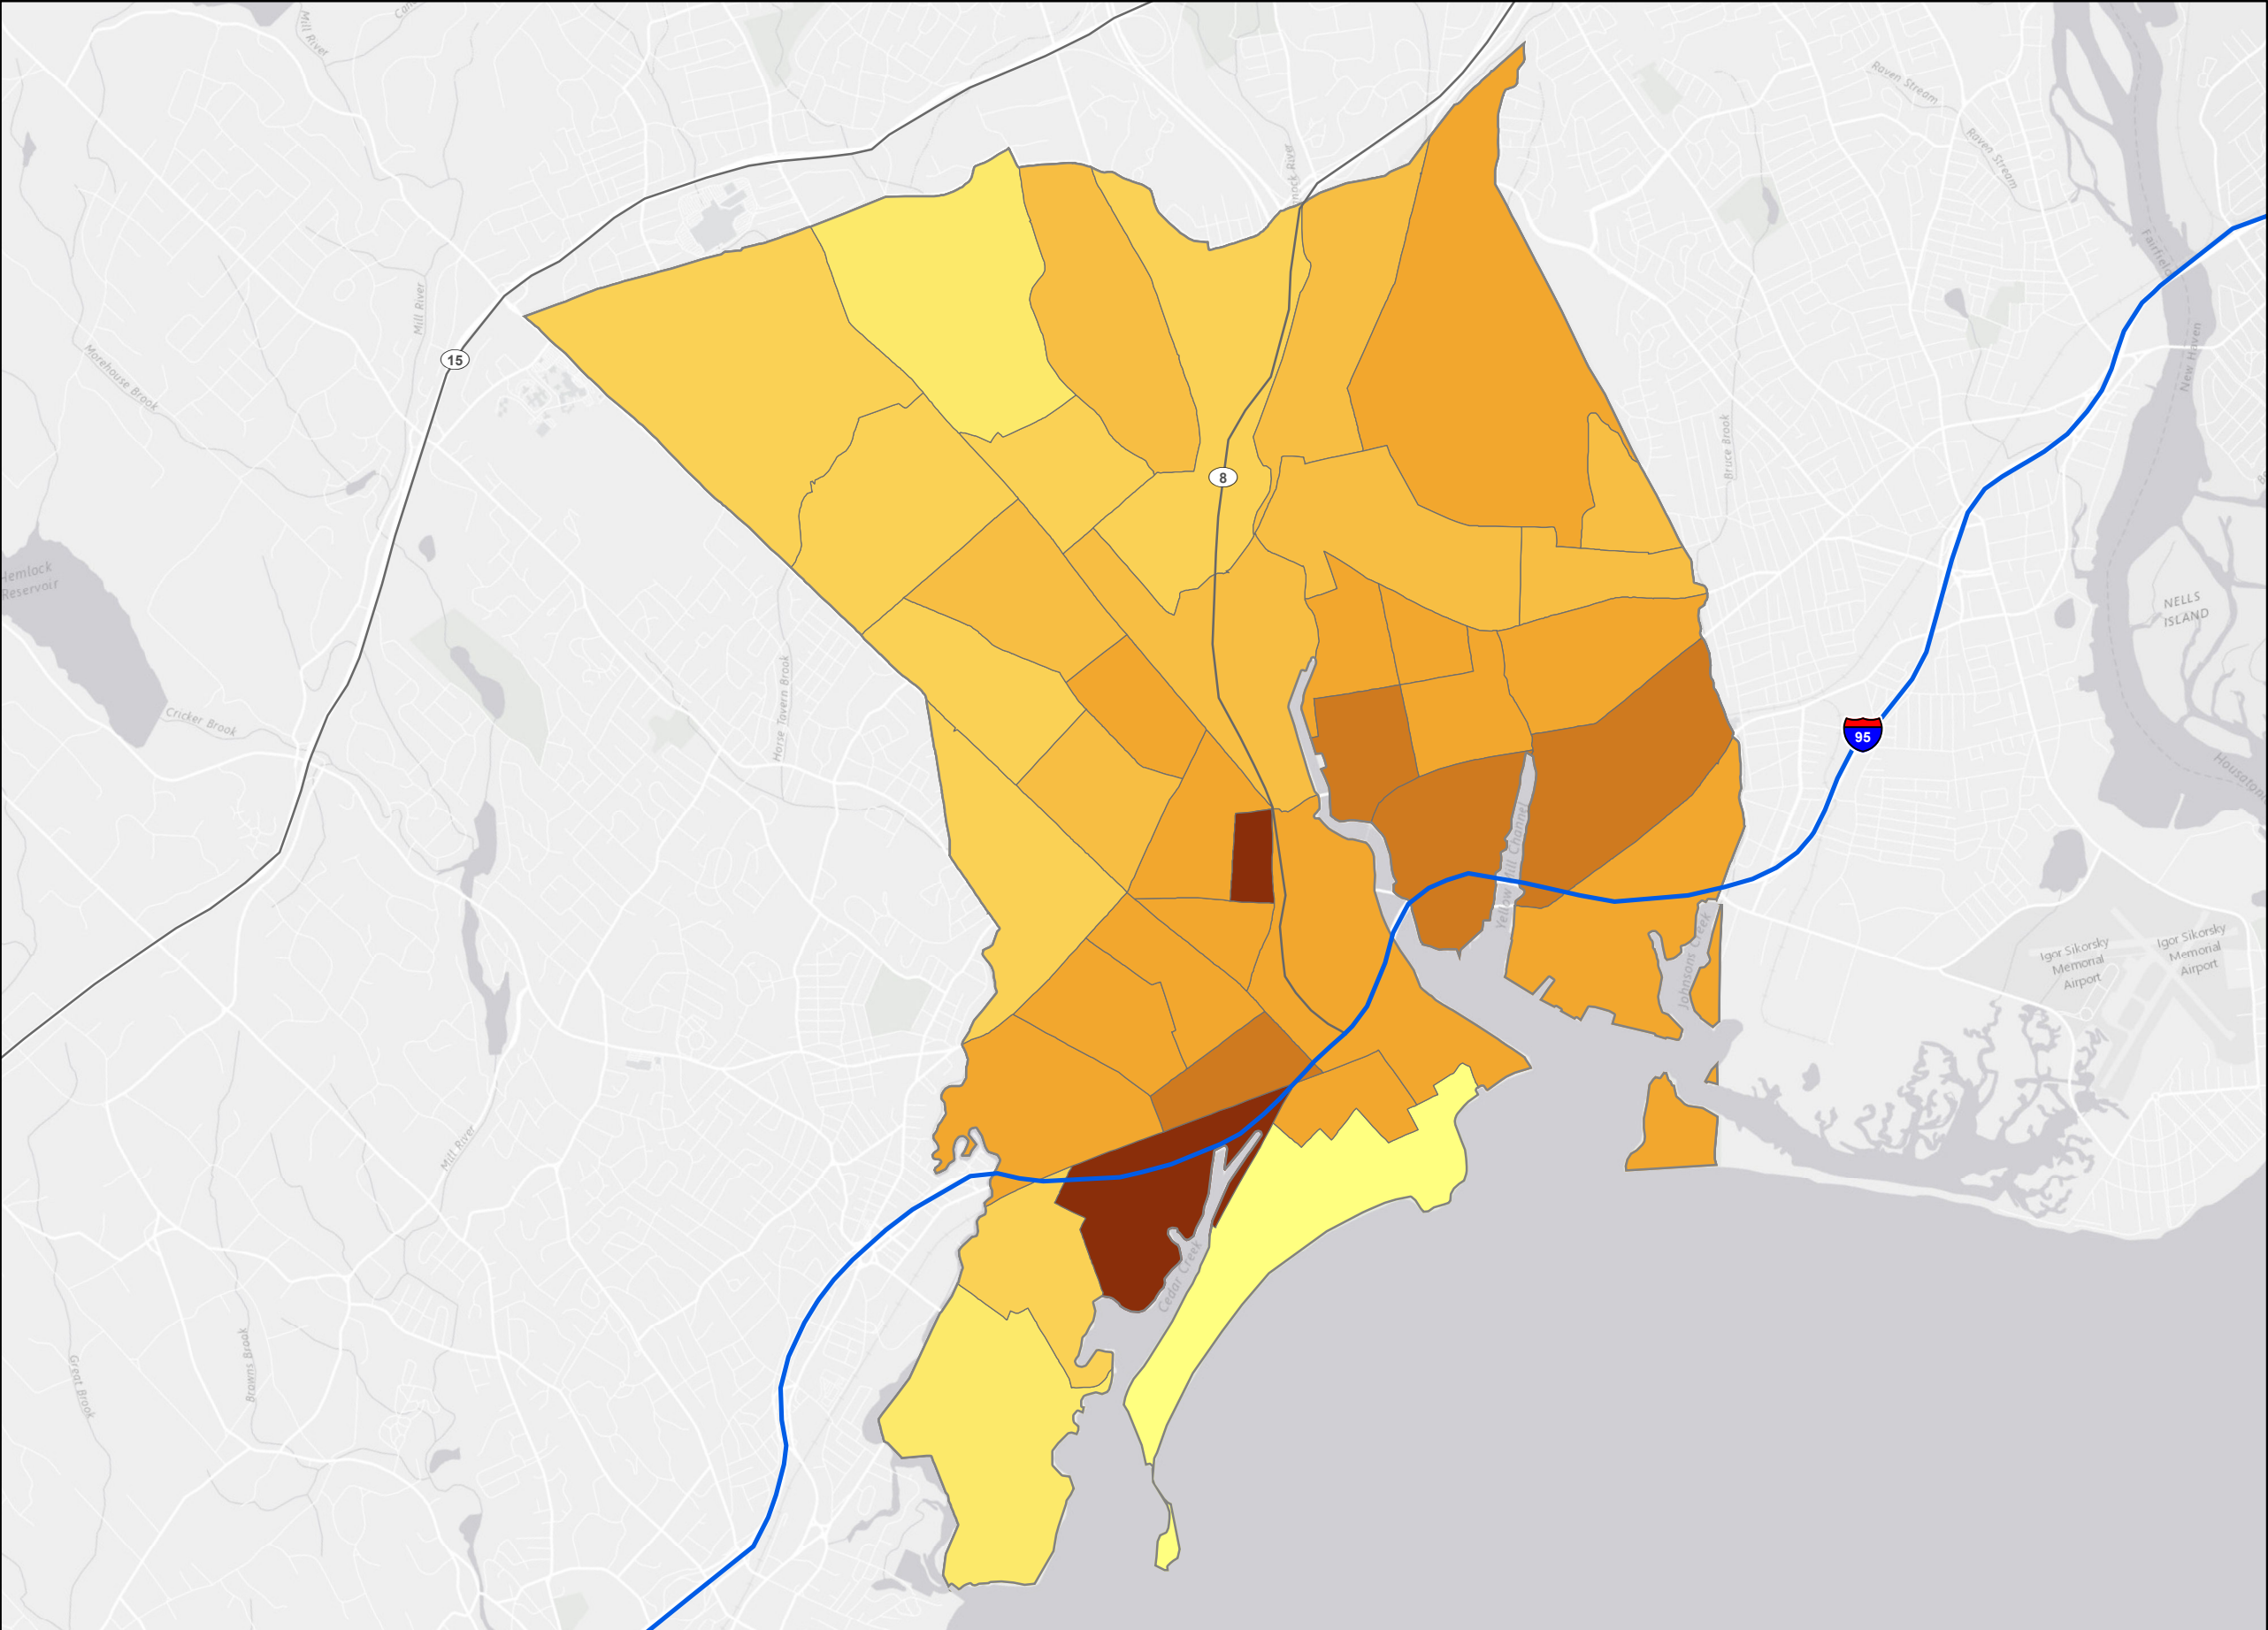 Mill River
Raven Stream
Raven Stream
Mill River
Morehouse Brook
15
8
Bruce Brook
New Haven
Hemlock
Reservoir
NELLS
ISLAND
Horse Tavern Brook
Cricker Brook
95
Yellow Mill Channel
Igor Sikorsky
Memorial
Airport
Igor Sikorsky
Memorial
Airport
Johnsons Creek
Mill River
Cedar Creek
Browns Brook
Great Brook